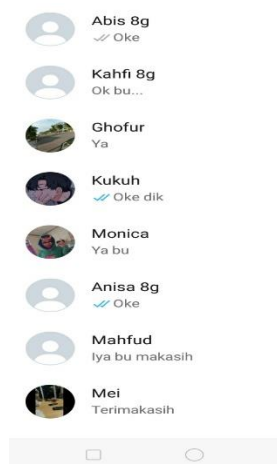 Abis 8g
Oke
Kahfi 8g
Ok bu...
Ghofur
Ya
Kukuh
Oke dik
Monica
Ya bu
Anisa 8g
Oke
Mahfud
Iya bu makasih
Mei
Terimakasih